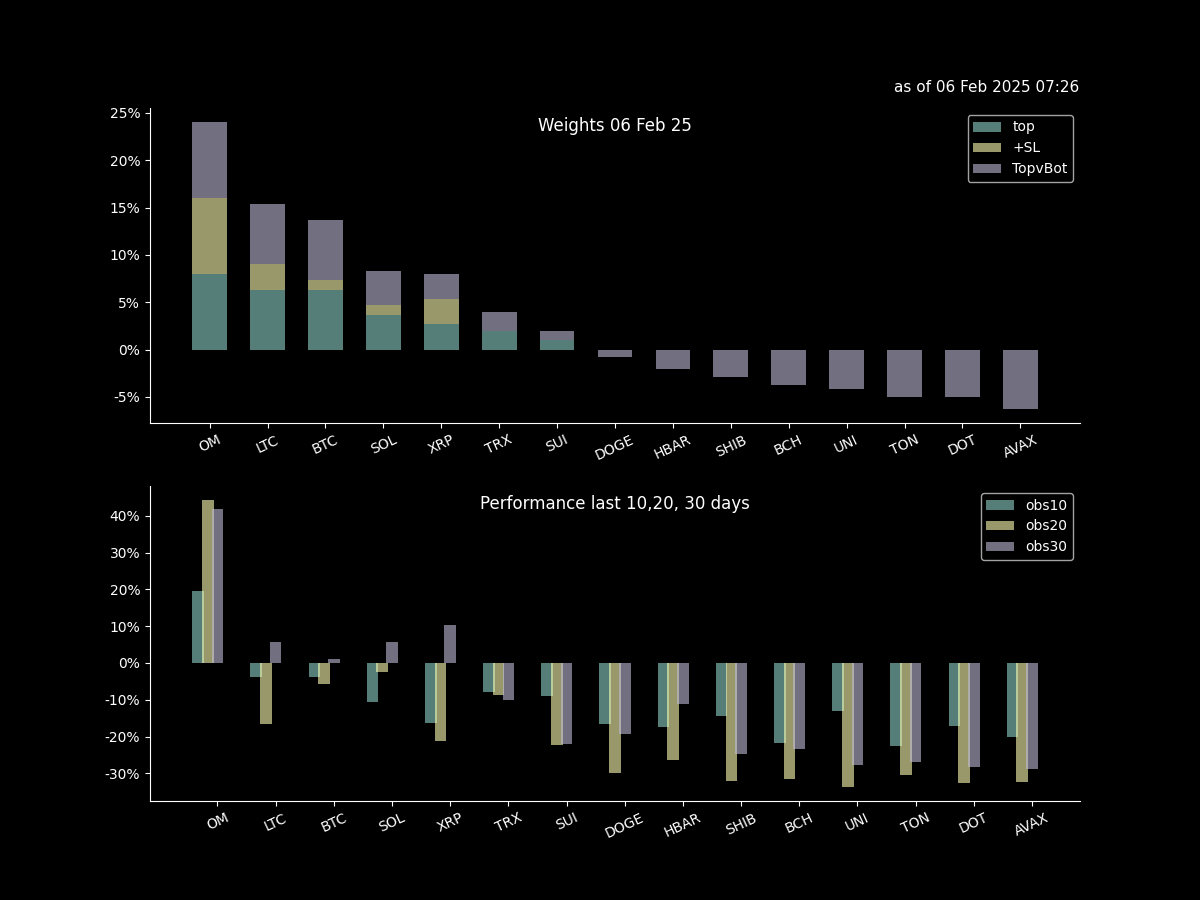 as of 06 Feb 2025 07:26
Weights 06 Feb 25
top
+SL
TopvBot
25%
20%
15%
10%
5%
0%
-5%
OM LTC BTC SOL XRP TRX SUI DOGE HBAR SHIB BCH UNI TON DOT AVAX
Performance last 10,20, 30 days
obs10
obs20
obs30
40%
30%
20%
10%
0%
-10%
-20%
-30%
OM LTC BTC SOL XRP TRX SUI DOGE HBAR SHIB BCH UNI TON DOT AVAX